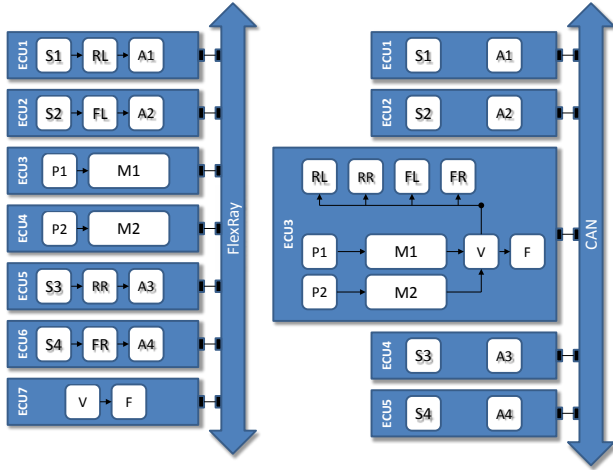 ECU1
S1 RL A1
ECU2
S2 FL A2
ECU3
P1 M1
ECU4
P2 M2
ECU5
S3 RR A3
ECU6
S4 FR A4
ECU7
V F
FlexRay
ECU1
S1 A1
ECU2
S2 A2
ECU3
RL RR FL FR
P1 M1 V F
P2 M2
ECU4
S3 A3
ECU5
S4 A4
CAN